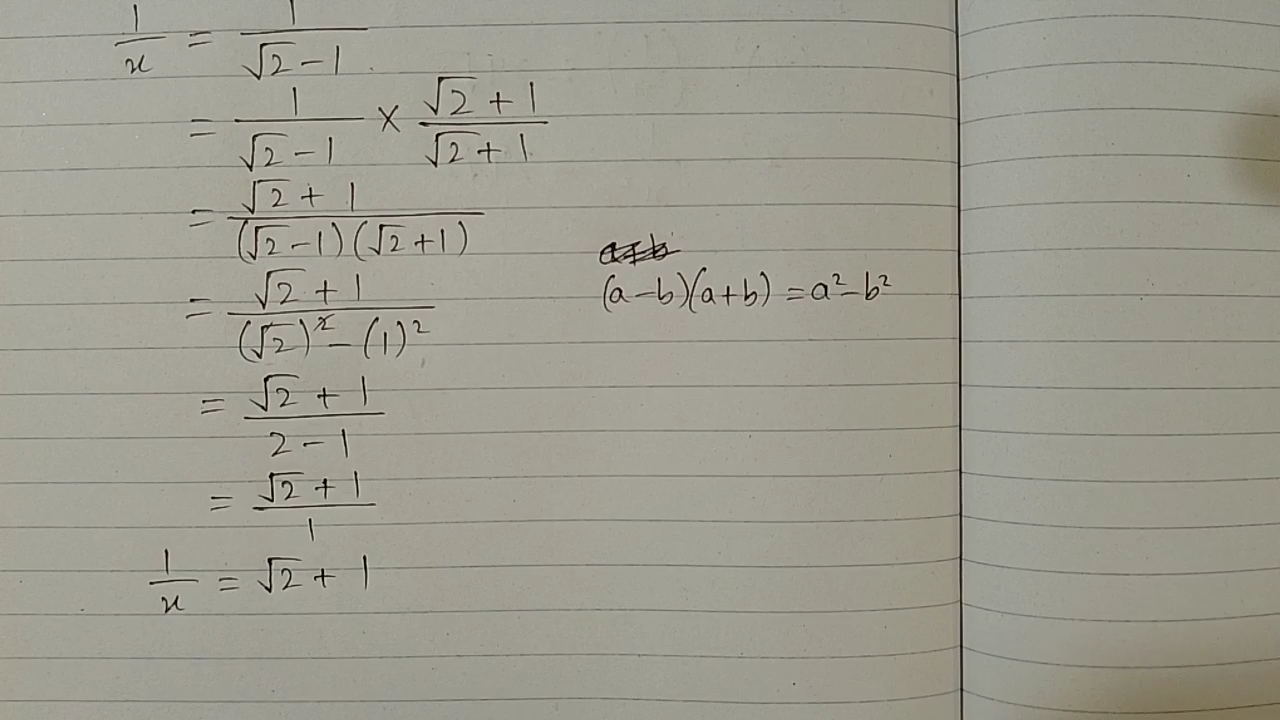 1/x = 1/(√2 − 1)
= 1/(√2 − 1) × (√2 + 1)/(√2 + 1)
= (√2 + 1)/((√2 − 1)(√2 + 1))
(a − b)(a + b) = a² − b²
= (√2 + 1)/((√2)² − (1)²)
= (√2 + 1)/(2 − 1)
= (√2 + 1)/1
1/x = √2 + 1